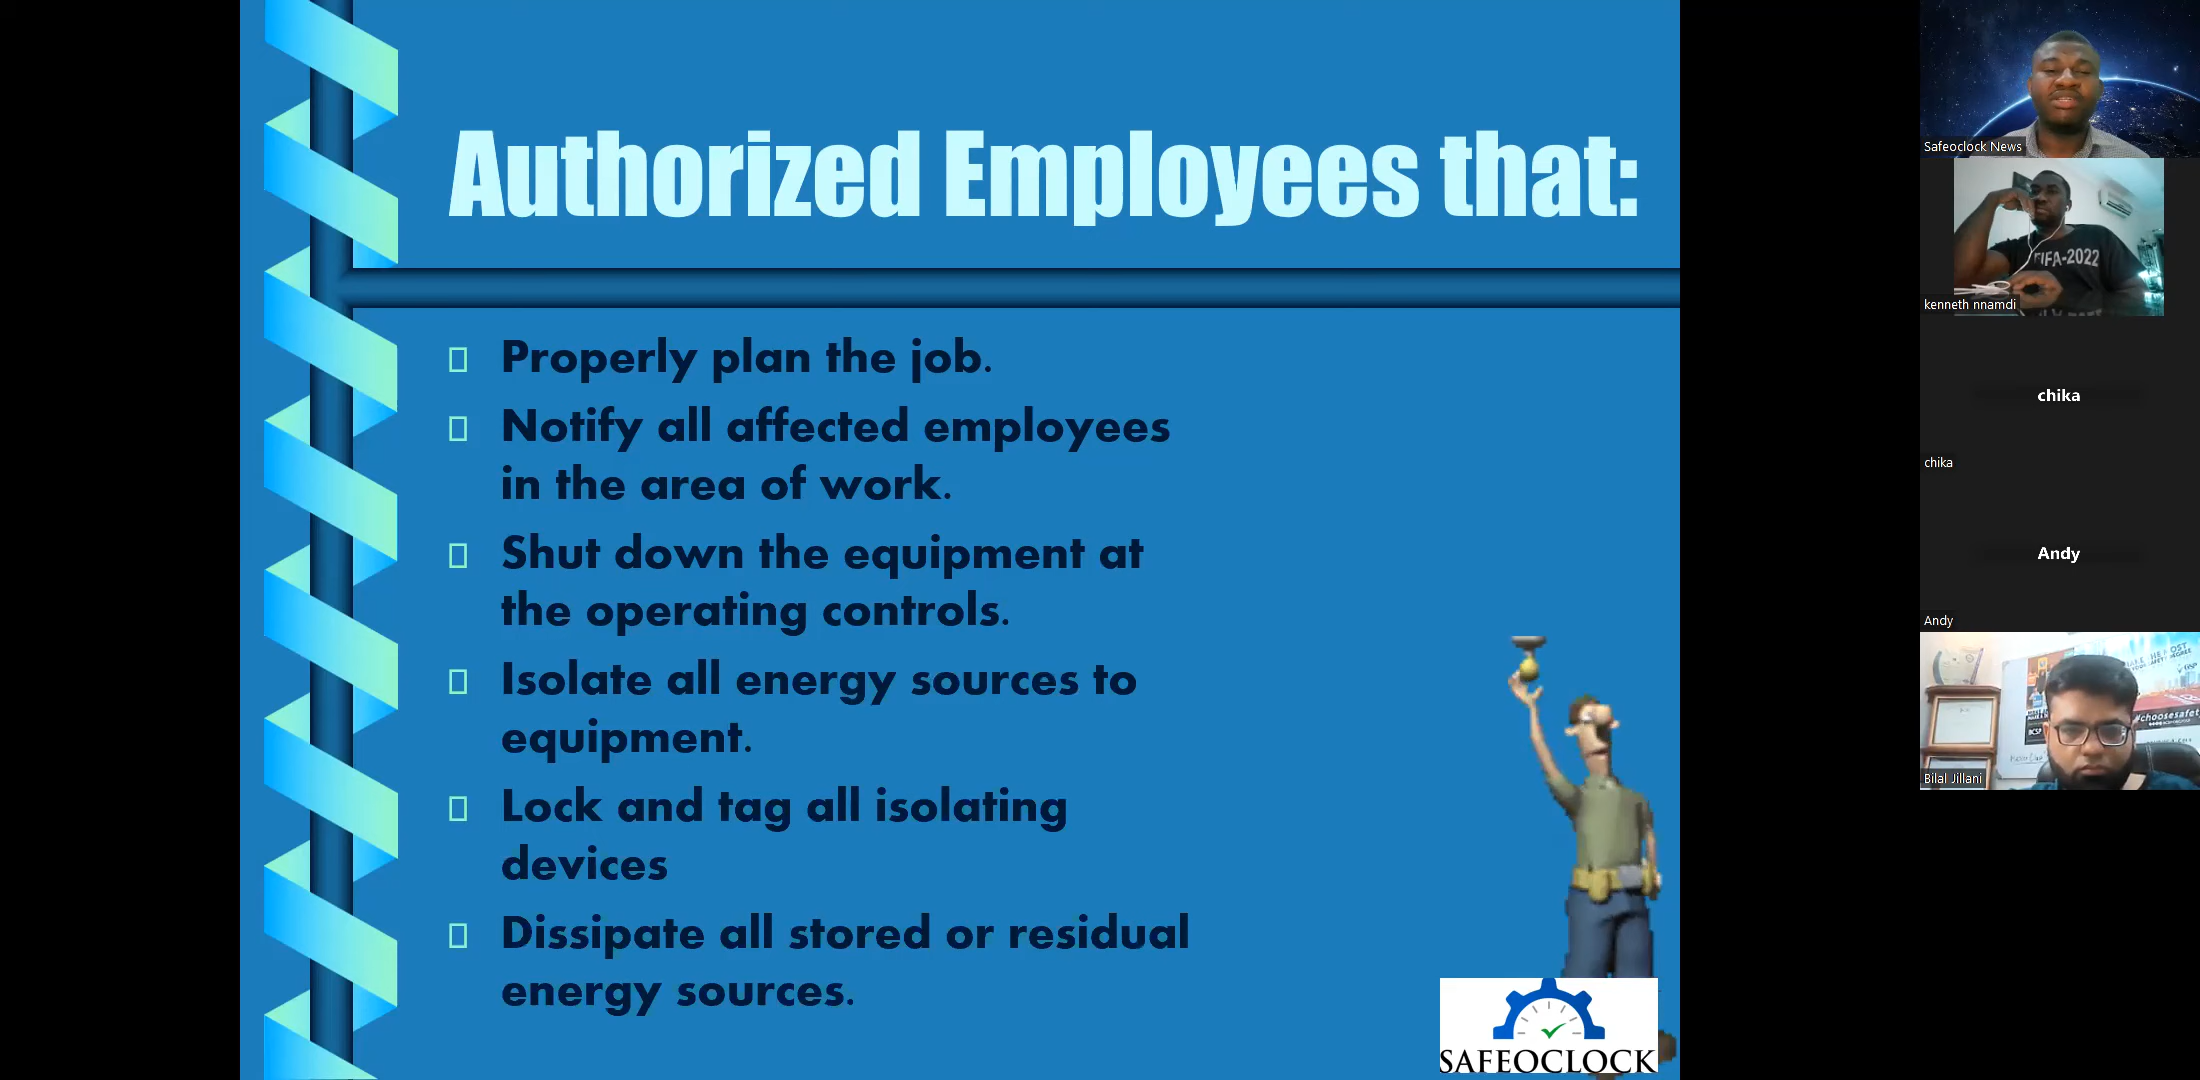 Authorized Employees that:
Properly plan the job.
Notify all affected employees
in the area of work.
Shut down the equipment at
the operating controls.
Isolate all energy sources to
equipment.
Lock and tag all isolating
devices
Dissipate all stored or residual
energy sources.
SAFEOCLOCK
Safeoclock News
FIFA-2022
kenneth nnamdi
chika
chika
Andy
Andy
#choosesafety
BCSP
Bilal Jillani